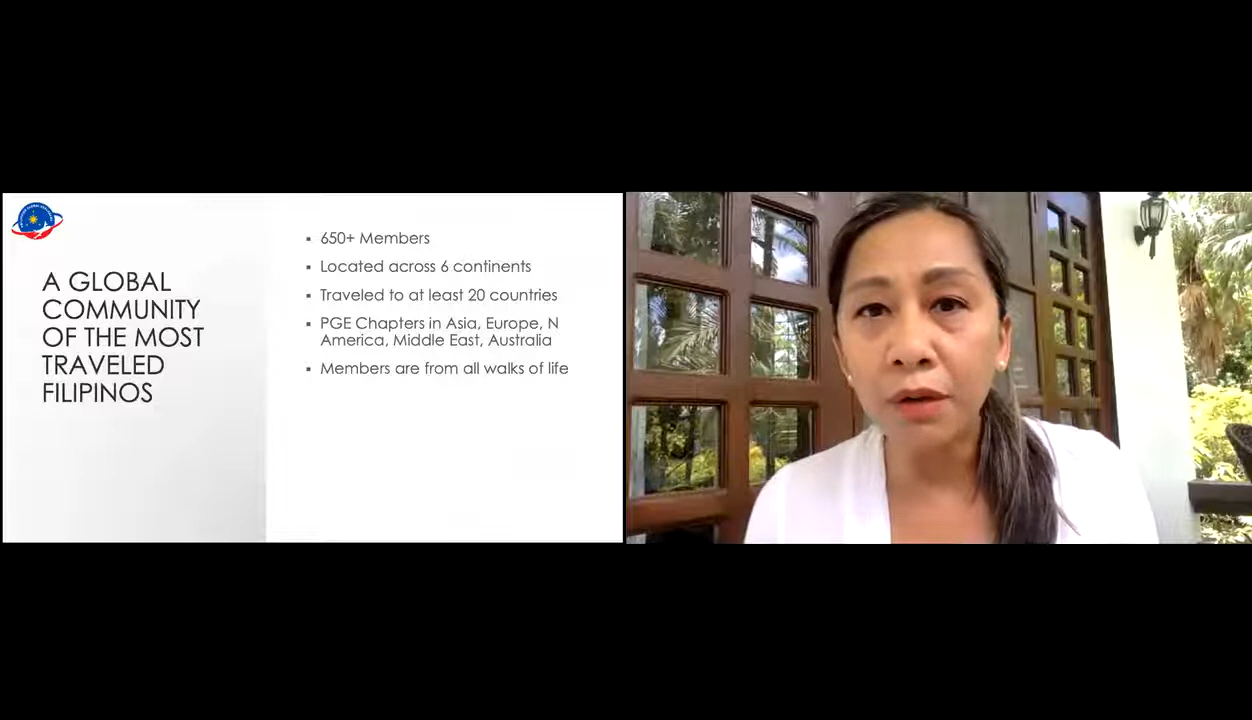 A GLOBAL
COMMUNITY
OF THE MOST
TRAVELED
FILIPINOS
650+ Members
Located across 6 continents
Traveled to at least 20 countries
PGE Chapters in Asia, Europe, N
America, Middle East, Australia
Members are from all walks of life